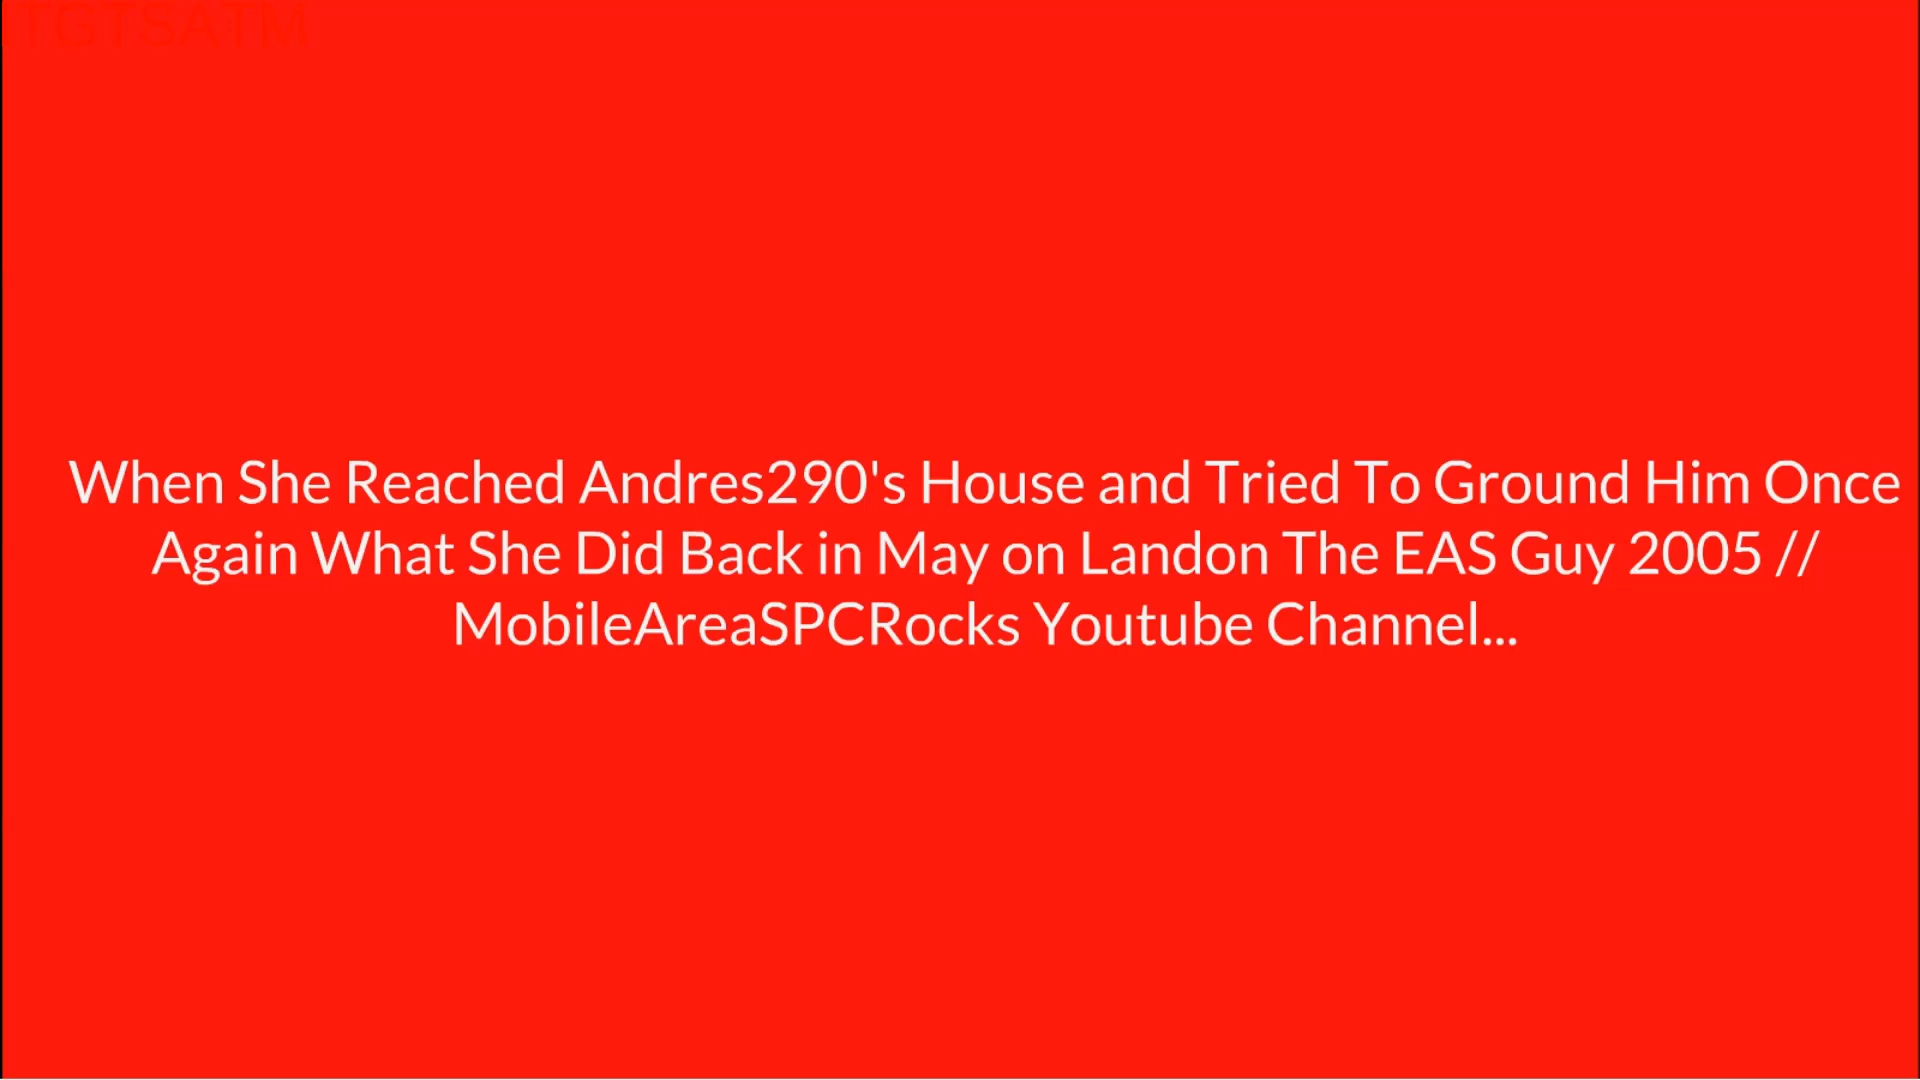 TGTSATM
When She Reached Andres290's House and Tried To Ground Him Once
Again What She Did Back in May on Landon The EAS Guy 2005 //
MobileAreaSPCRocks Youtube Channel...